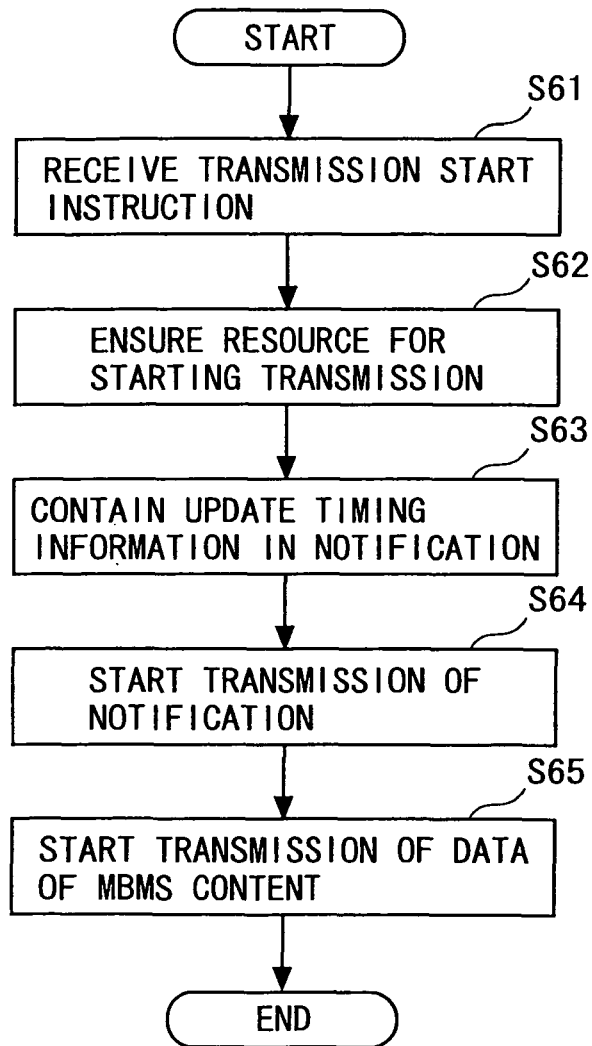 START
S61
RECEIVE TRANSMISSION START
INSTRUCTION
S62
ENSURE RESOURCE FOR
STARTING TRANSMISSION
S63
CONTAIN UPDATE TIMING
INFORMATION IN NOTIFICATION
S64
START TRANSMISSION OF
NOTIFICATION
S65
START TRANSMISSION OF DATA
OF MBMS CONTENT
END